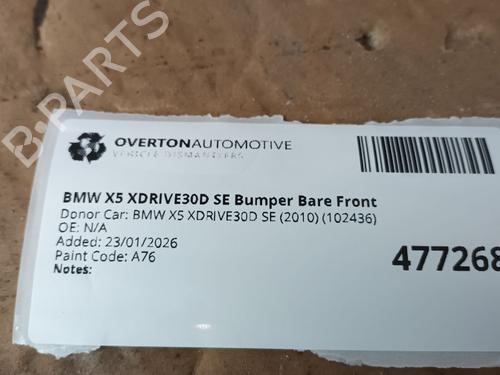 B-PARTS
OVERTONAUTOMOTIVE
VEHICLE DISMANTLERS
BMW X5 XDRIVE30D SE Bumper Bare Front
Donor Car: BMW X5 XDRIVE30D SE (2010) (102436)
OE: N/A
Added: 23/01/2026
Paint Code: A76
Notes:
477268